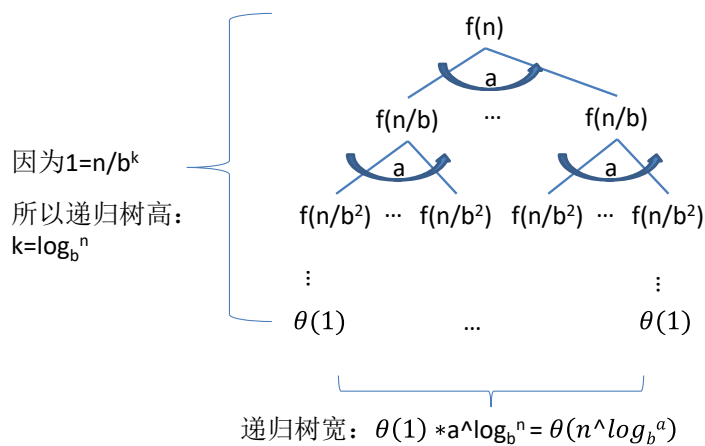 f(n)
a
f(n/b) ··· f(n/b)
因为1=n/bᵏ
a a
所以递归树高：
f(n/b²) ··· f(n/b²) f(n/b²) ··· f(n/b²)
k=log_b^n
⋮ ⋮
θ(1) … θ(1)
递归树宽：θ(1) *a^log_b^n = θ(n^log_b^a)